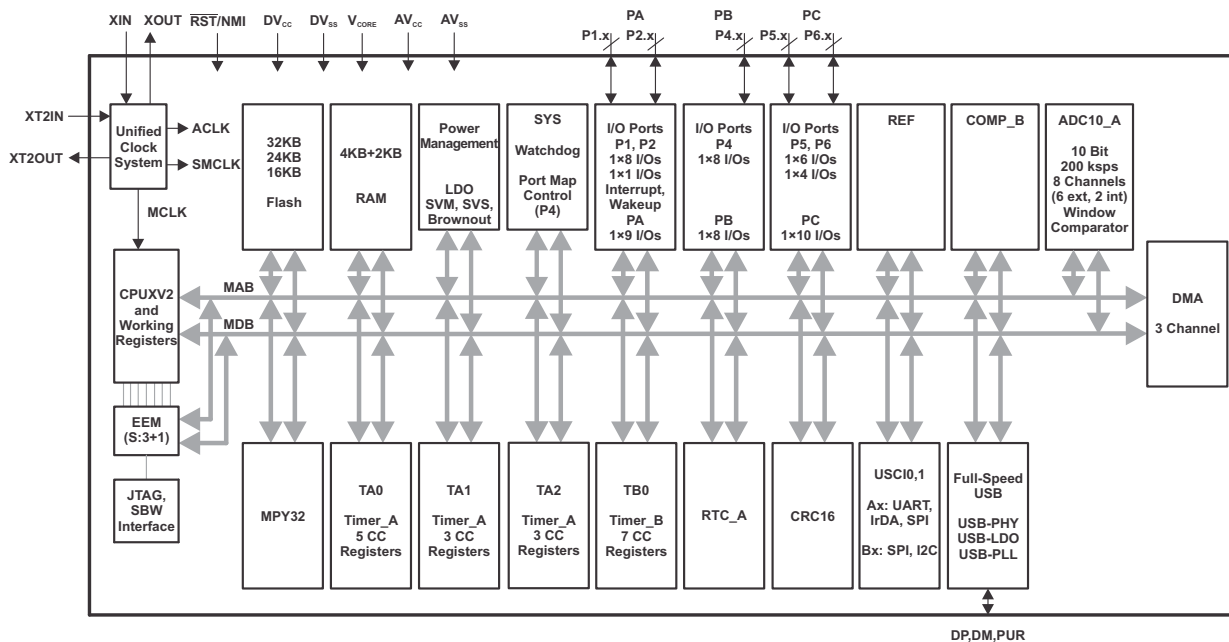 XIN
XOUT
RST/NMI
DVCC
DVSS
VCORE
AVCC
AVSS
PA
P1.x
P2.x
PB
P4.x
PC
P5.x
P6.x
XT2IN
XT2OUT
Unified
Clock
System
ACLK
SMCLK
MCLK
32KB
24KB
16KB
Flash
4KB+2KB
RAM
Power
Management
LDO
SVM, SVS,
Brownout
SYS
Watchdog
Port Map
Control
(P4)
I/O Ports
P1, P2
1×8 I/Os
1×1 I/Os
Interrupt,
Wakeup
PA
1×9 I/Os
I/O Ports
P4
1×8 I/Os
PB
1×8 I/Os
I/O Ports
P5, P6
1×6 I/Os
1×4 I/Os
PC
1×10 I/Os
REF
COMP_B
ADC10_A
10 Bit
200 ksps
8 Channels
(6 ext, 2 int)
Window
Comparator
CPUXV2
and
Working
Registers
MAB
MDB
DMA
3 Channel
EEM
(S:3+1)
JTAG,
SBW
Interface
MPY32
TA0
Timer_A
5 CC
Registers
TA1
Timer_A
3 CC
Registers
TA2
Timer_A
3 CC
Registers
TB0
Timer_B
7 CC
Registers
RTC_A
CRC16
USCI0,1
Ax: UART,
IrDA, SPI
Bx: SPI, I2C
Full-Speed
USB
USB-PHY
USB-LDO
USB-PLL
DP,DM,PUR